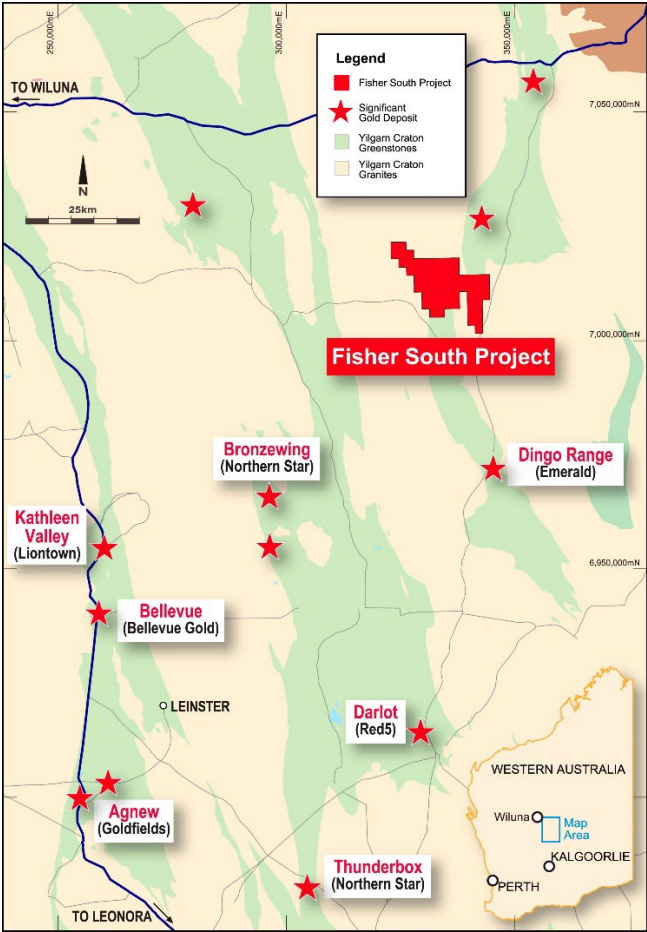 250,000mE
300,000mE
350,000mE
Legend
Fisher South Project
Significant
Gold Deposit
Yilgarn Craton
Greenstones
Yilgarn Craton
Granites
TO WILUNA
7,050,000mN
N
25km
7,000,000mN
Fisher South Project
Bronzewing
(Northern Star)
Dingo Range
(Emerald)
Kathleen
Valley
(Liontown)
6,950,000mN
Bellevue
(Bellevue Gold)
LEINSTER
Darlot
(Red5)
WESTERN AUSTRALIA
Wiluna
Map
Area
KALGOORLIE
PERTH
Agnew
(Goldfields)
Thunderbox
(Northern Star)
TO LEONORA